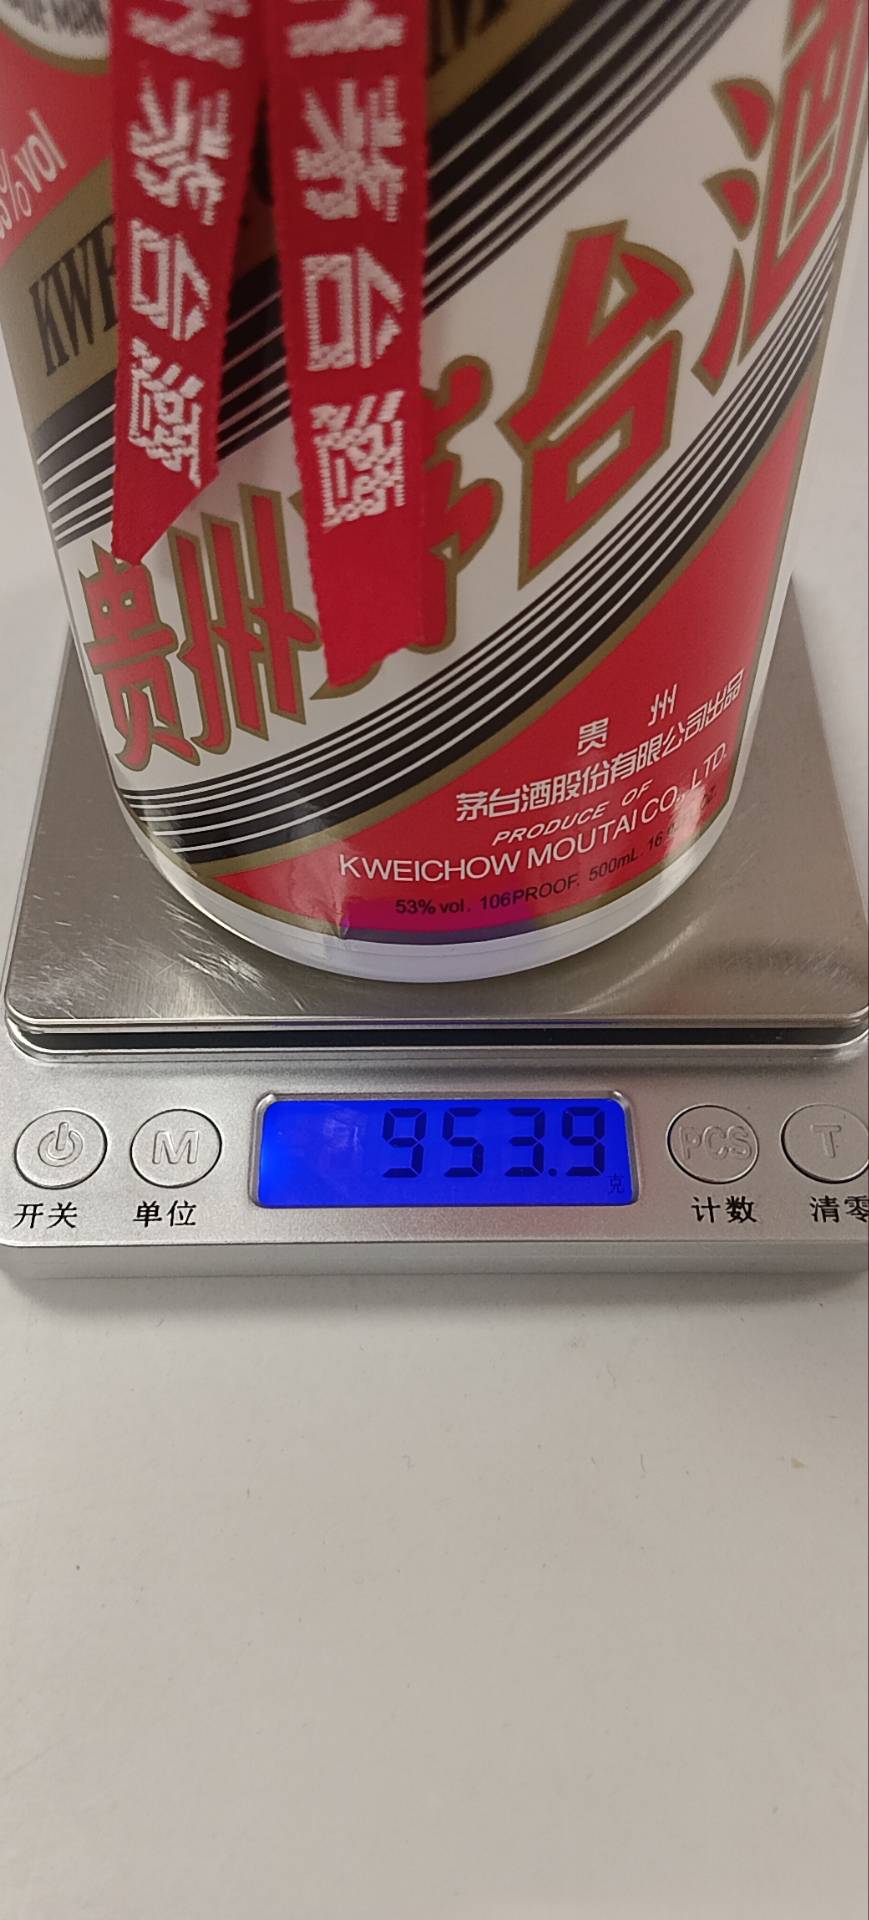 茅台酒
茅台酒
%vol
KWE
贵州茅台酒
贵 州
茅台酒股份有限公司出品
PRODUCE OF
KWEICHOW MOUTAI CO., LTD.
53% vol. 106PROOF. 500mL.
953.9
克
M
PCS
T
开关
单位
计数
清零